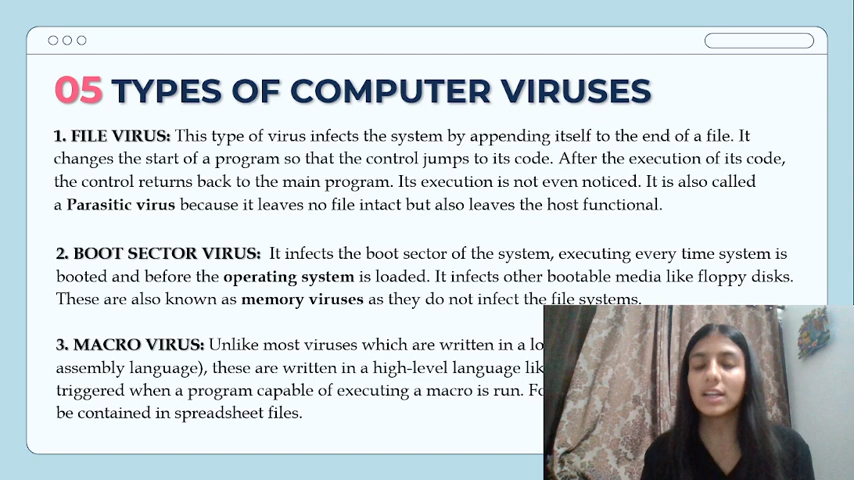 05 TYPES OF COMPUTER VIRUSES
1. FILE VIRUS: This type of virus infects the system by appending itself to the end of a file. It
changes the start of a program so that the control jumps to its code. After the execution of its code,
the control returns back to the main program. Its execution is not even noticed. It is also called
a Parasitic virus because it leaves no file intact but also leaves the host functional.
2. BOOT SECTOR VIRUS: It infects the boot sector of the system, executing every time system is
booted and before the operating system is loaded. It infects other bootable media like floppy disks.
These are also known as memory viruses as they do not infect the file systems.
3. MACRO VIRUS: Unlike most viruses which are written in a
assembly language), these are written in a high-level language
triggered when a program capable of executing a macro is run.
be contained in spreadsheet files.